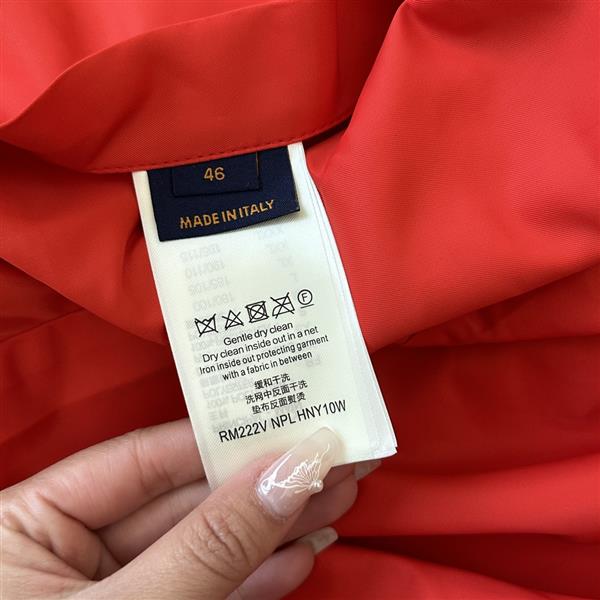 46
MADE IN ITALY
F
Gentle dry clean
Dry clean inside out in a net
Iron inside out protecting garment
with a fabric in between
缓和干洗
洗网中反面干洗
垫布反面熨烫
RM222V NPL HNY10W